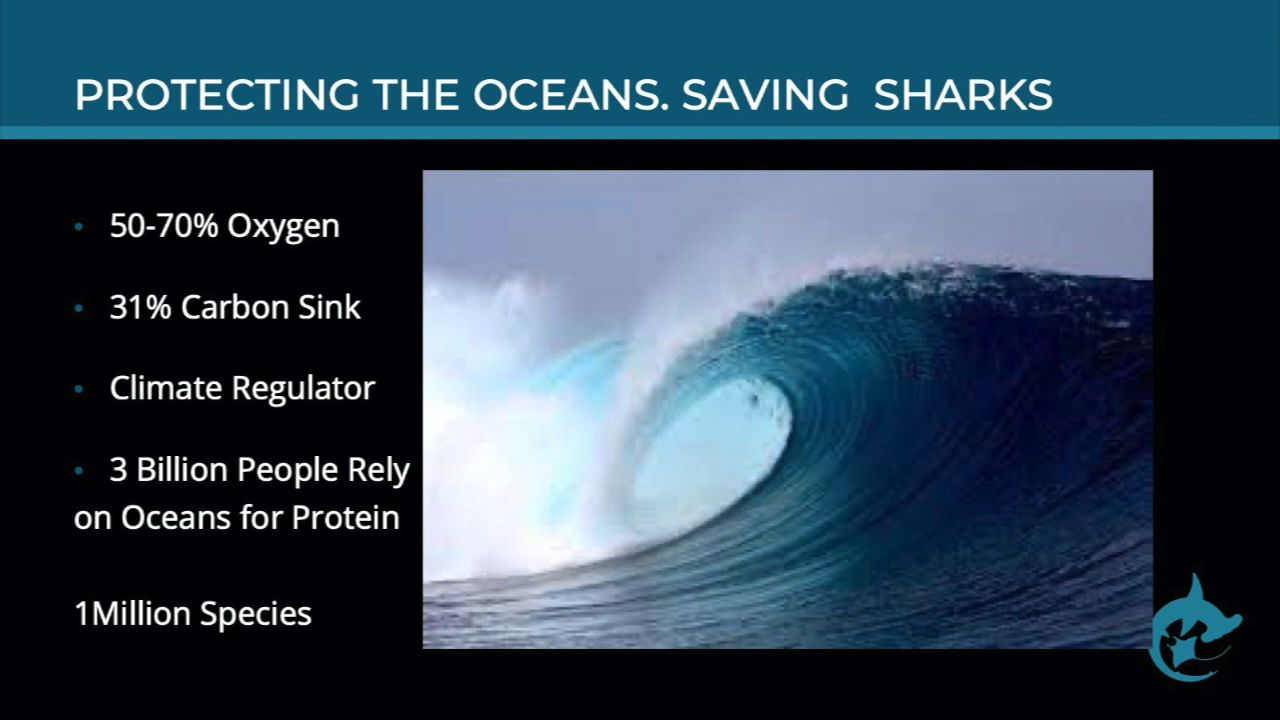 PROTECTING THE OCEANS. SAVING  SHARKS
• 50-70% Oxygen
• 31% Carbon Sink
• Climate Regulator
• 3 Billion People Rely
on Oceans for Protein
1Million Species